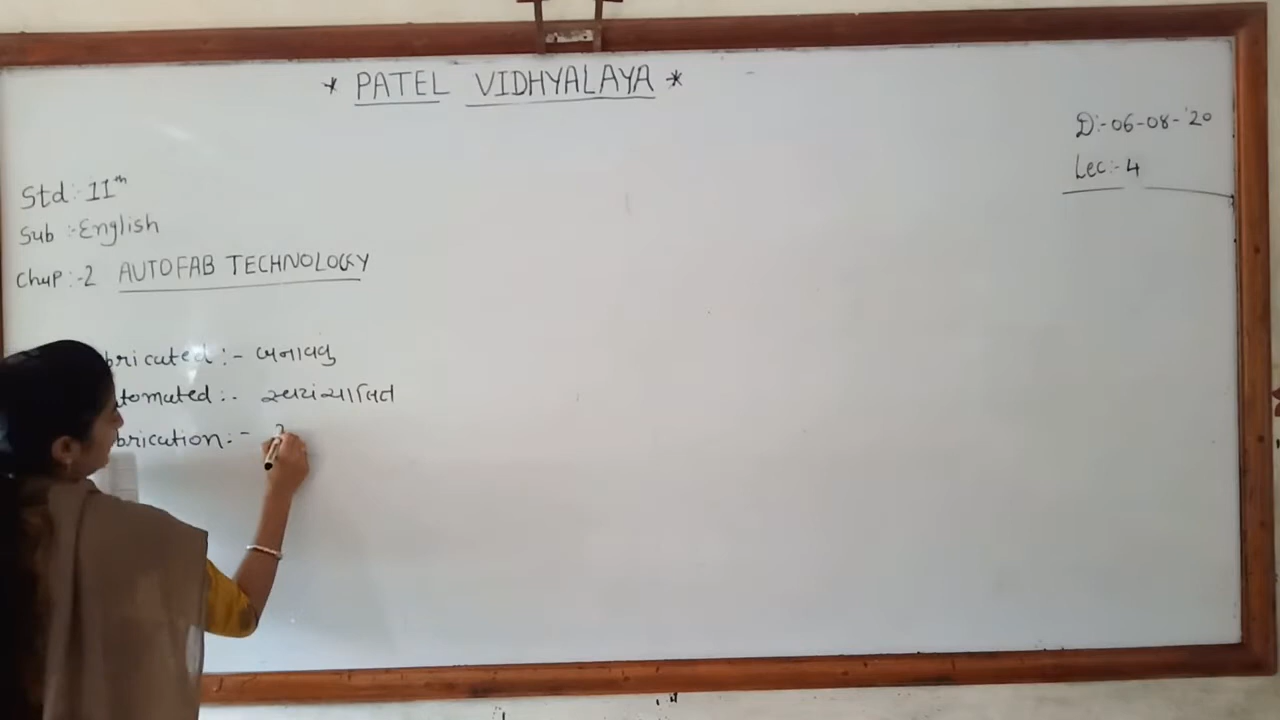 * PATEL VIDHYALAYA *
D:-06-08-'20
Lec:-4
Std:-11th
Sub :-English
Chap:-2 AUTOFAB TECHNOLOGY
bricated :- બનાવવું
tomated :- સ્વયંચાલિત
brication :-